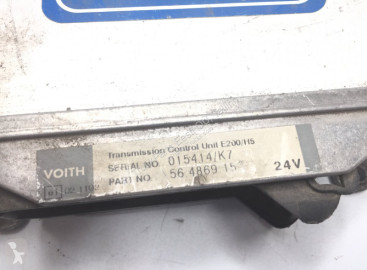 VOITH
Transmission Control Unit E200/H5
SERIAL NO. 015414/K7
PART NO. 56.4869.15
24V